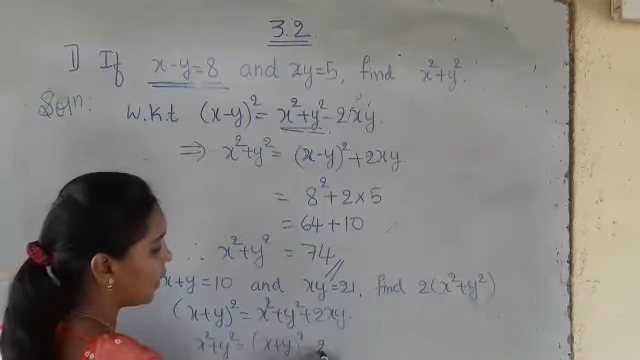 3.2
1) If x-y=8 and xy=5, find x²+y².
Solⁿ: W.k.t (x-y)² = x²+y²-2xy.
⇒ x²+y² = (x-y)²+2xy.
= 8²+2×5
= 64+10
∴ x²+y² = 74
x+y=10 and xy=21, find 2(x²+y²)
(x+y)² = x²+y²+2xy.
x²+y² = (x+y)² - 2